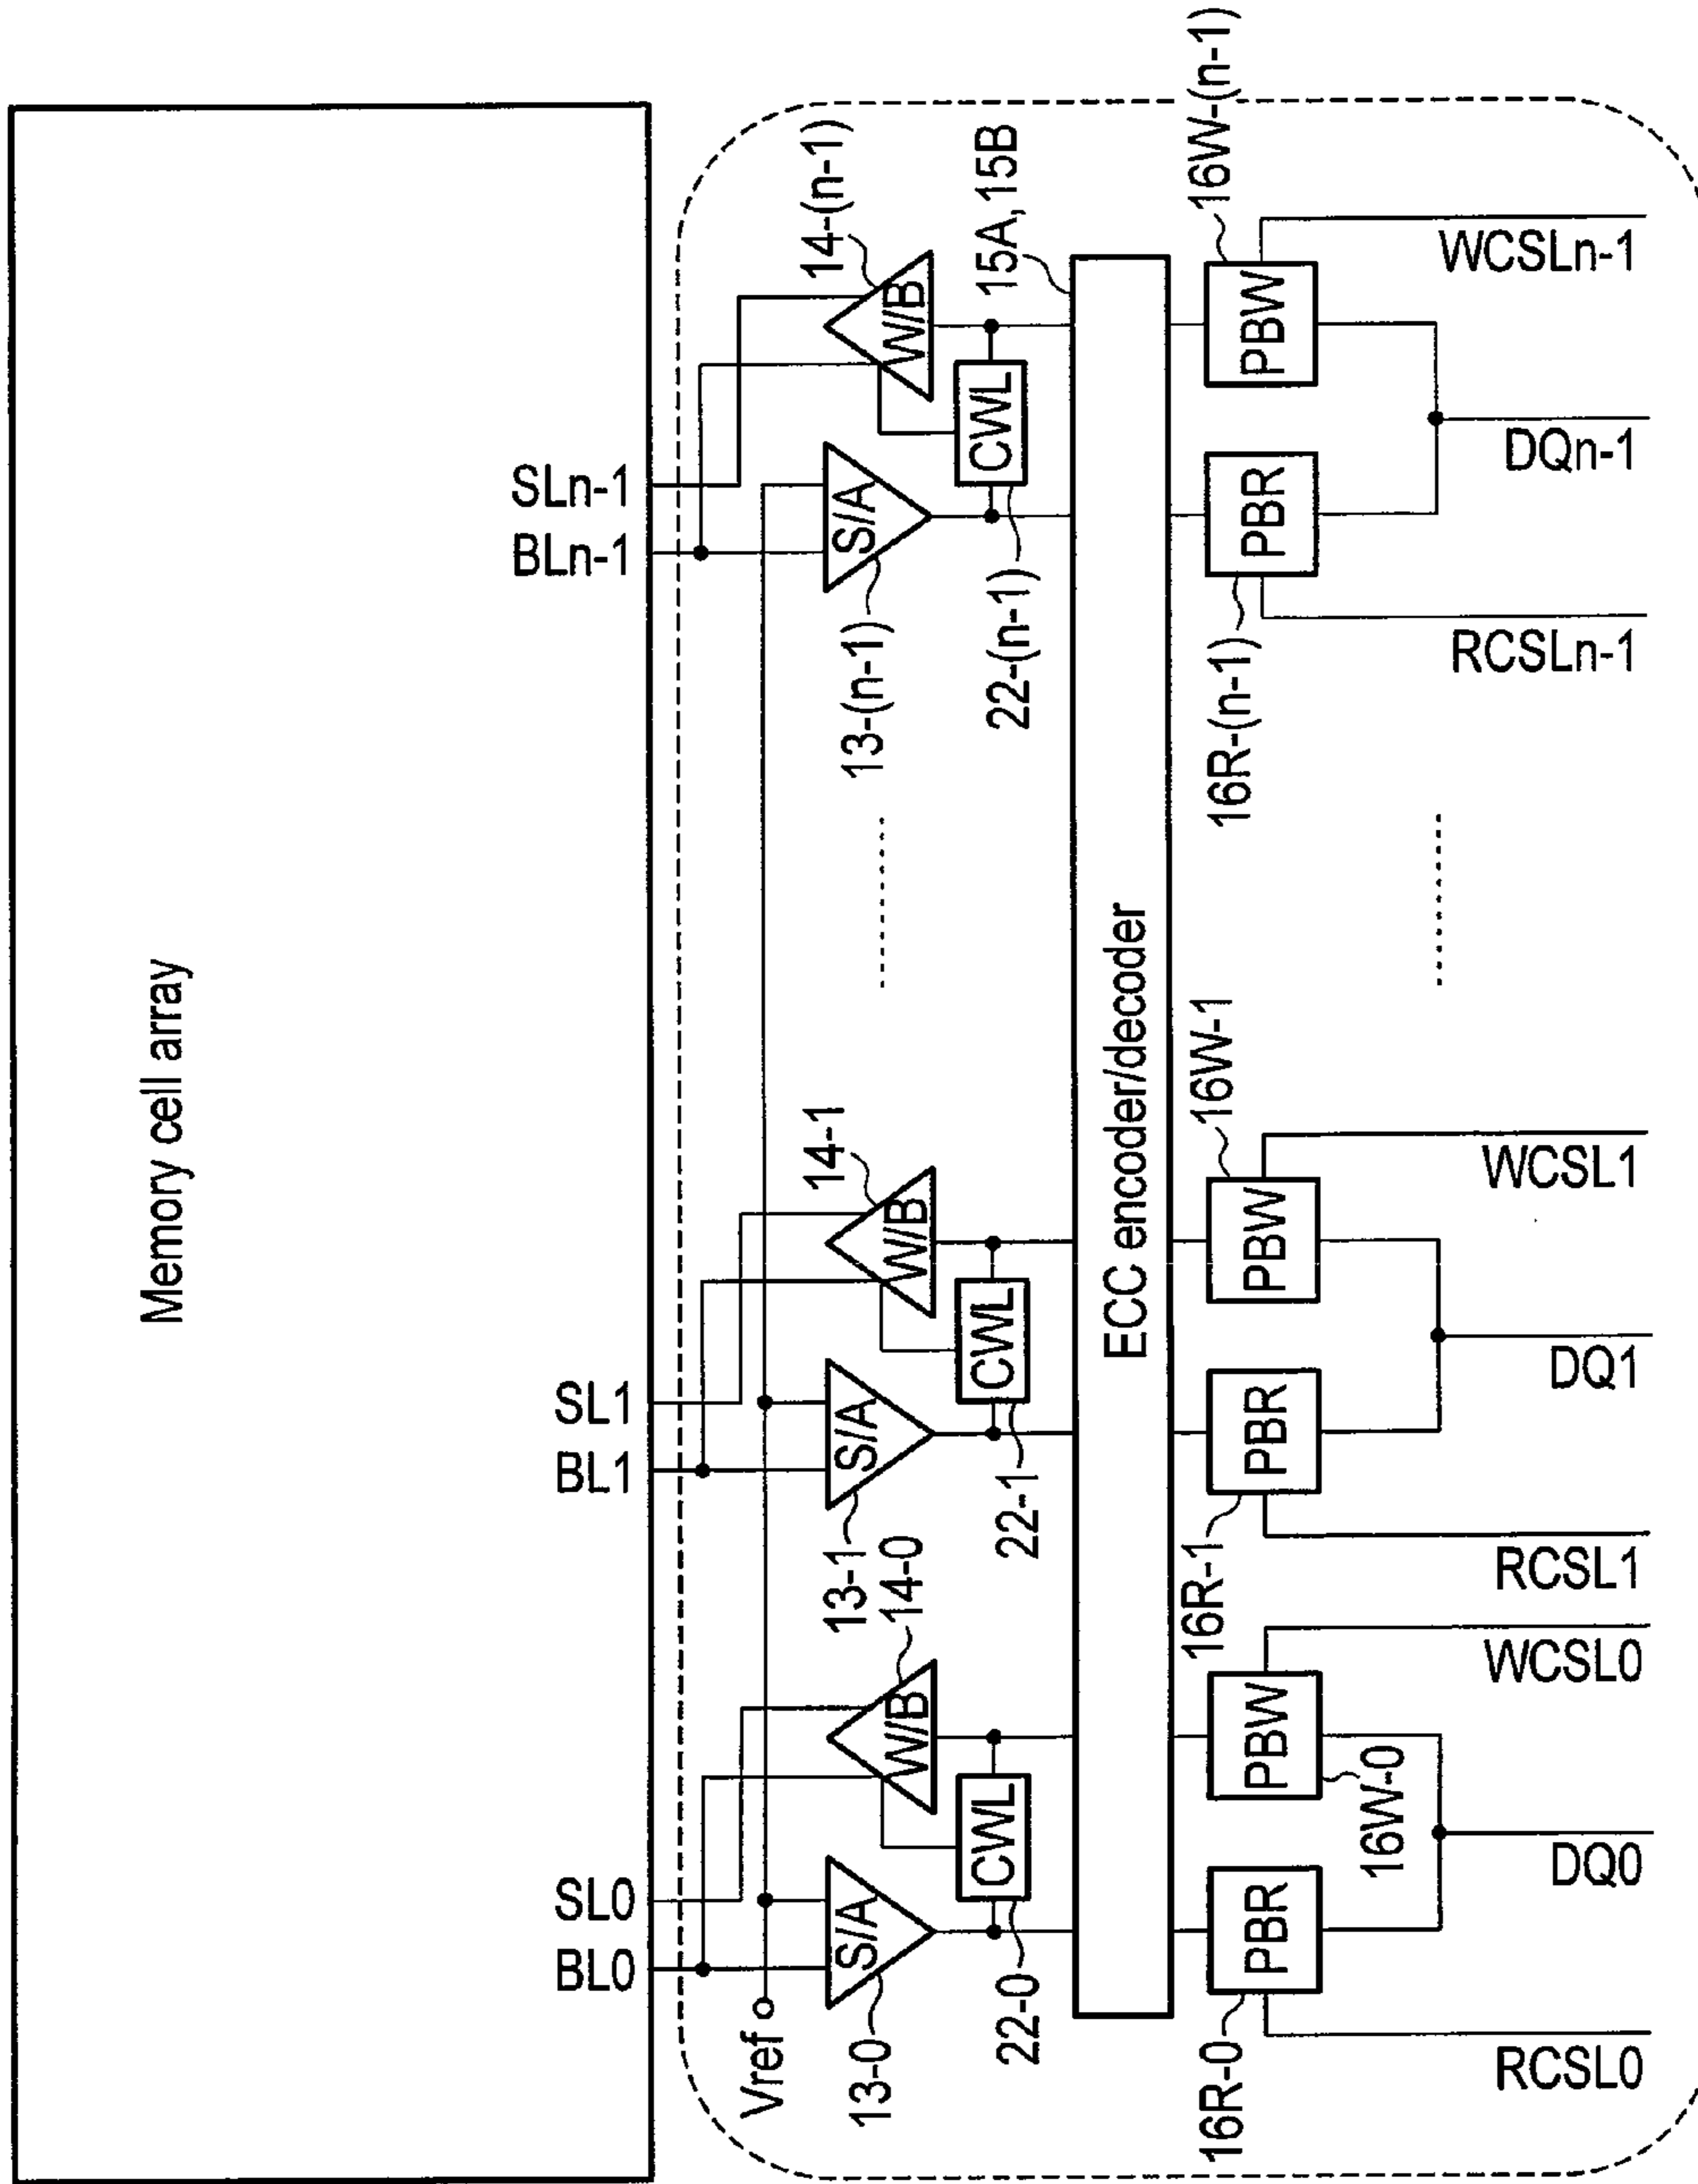 Memory cell array
BL0 SL0 BL1 SL1 BLn-1 SLn-1
Vref
13-0 S/A
14-0 W/B
13-1 S/A
14-1 W/B
13-(n-1) S/A
14-(n-1) W/B
22-0 CWL
22-1 CWL
22-(n-1) CWL
15A,15B
ECC encoder/decoder
16R-0 PBR
16W-0 PBW
16R-1 PBR
16W-1 PBW
16R-(n-1) PBR
16W-(n-1) PBW
RCSL0 DQ0 WCSL0 RCSL1 DQ1 WCSL1 RCSLn-1 DQn-1 WCSLn-1